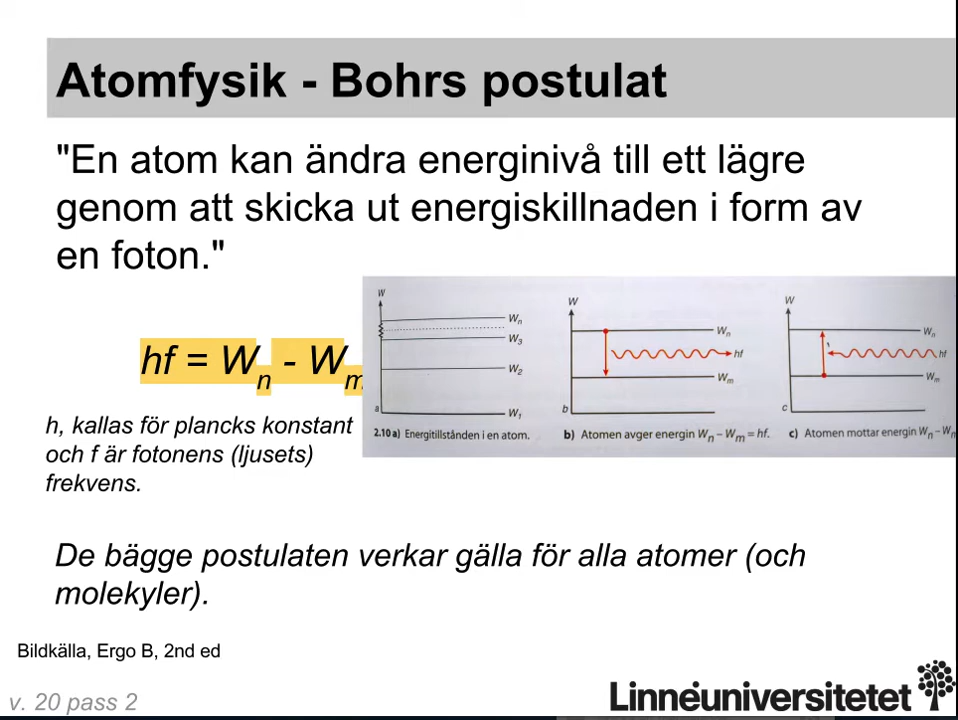 Atomfysik - Bohrs postulat
"En atom kan ändra energinivå till ett lägre
genom att skicka ut energiskillnaden i form av
en foton."
hf = Wn - Wm
h, kallas för plancks konstant
och f är fotonens (ljusets)
frekvens.
W
Wn
W3
W2
W1
a
2.10 a) Energitillstånden i en atom.
W
Wn
hf
Wm
b
b) Atomen avger energin Wn – Wm = hf.
W
Wn
hf
Wm
c
c) Atomen mottar energin Wn – W
De bägge postulaten verkar gälla för alla atomer (och
molekyler).
Bildkälla, Ergo B, 2nd ed
v. 20 pass 2
Linnéuniversitetet